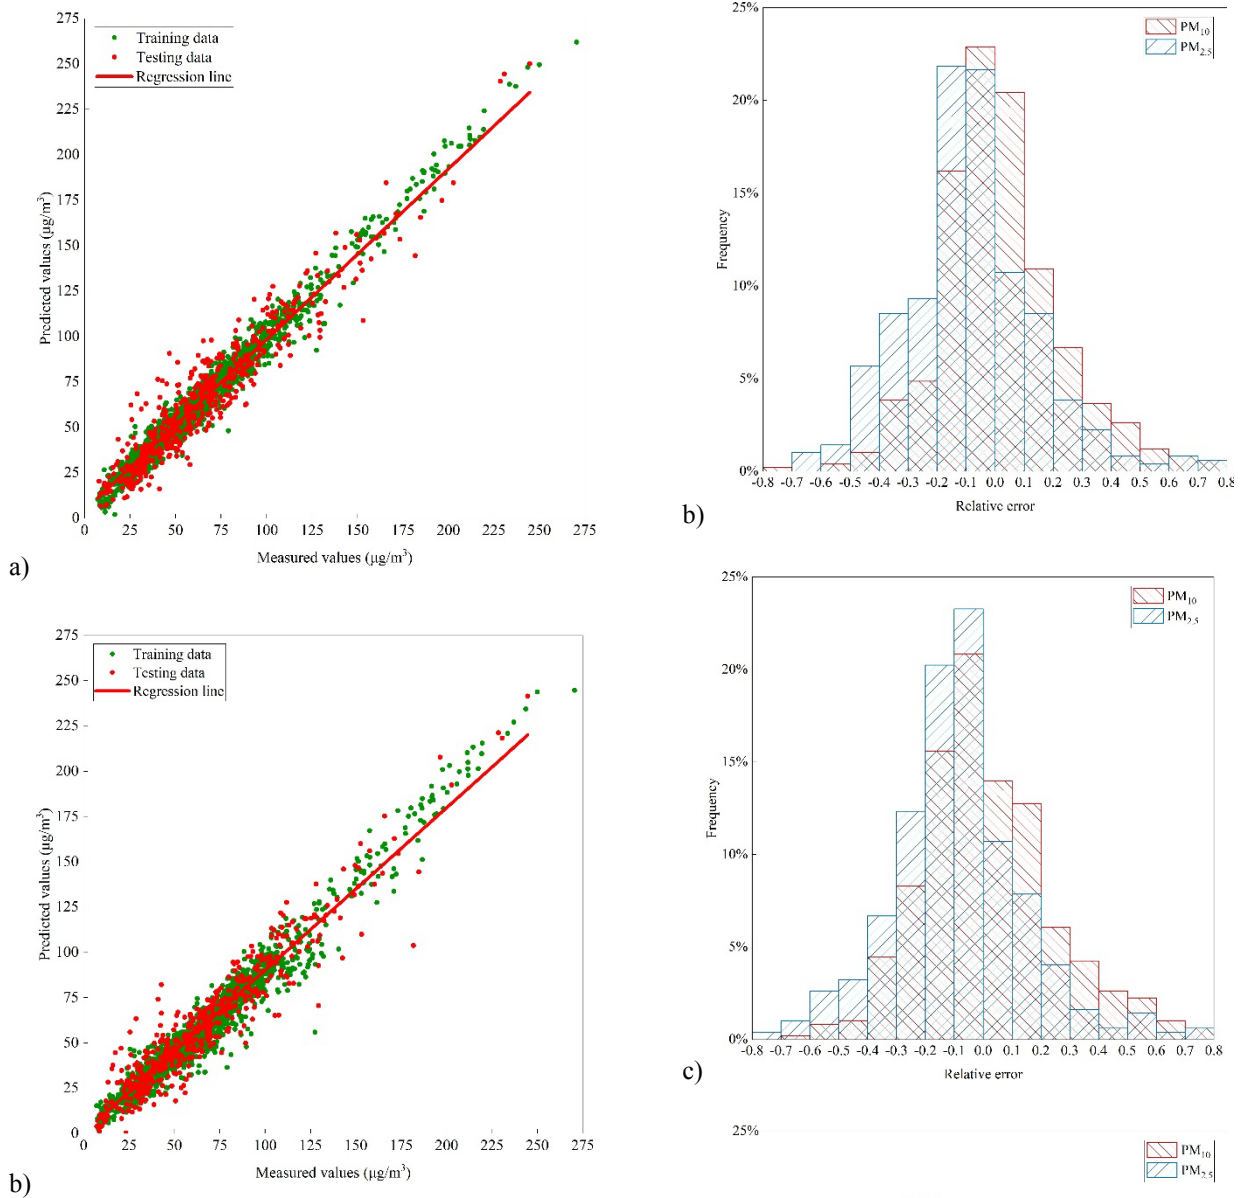 275
250
225
200
175
150
125
100
75
50
25
0
Training data
Testing data
Regression line
Predicted values (μg/m³)
0 25 50 75 100 125 150 175 200 225 250 275
Measured values (μg/m³)
a)
25%
20%
15%
10%
5%
0%
PM₁₀
PM₂.₅
Frequency
-0.8 -0.7 -0.6 -0.5 -0.4 -0.3 -0.2 -0.1 0.0 0.1 0.2 0.3 0.4 0.5 0.6 0.7 0.8
Relative error
b)
275
250
225
200
175
150
125
100
75
50
25
0
Training data
Testing data
Regression line
Predicted values (μg/m³)
0 25 50 75 100 125 150 175 200 225 250 275
Measured values (μg/m³)
b)
25%
20%
15%
10%
5%
0%
PM₁₀
PM₂.₅
Frequency
-0.8 -0.7 -0.6 -0.5 -0.4 -0.3 -0.2 -0.1 0.0 0.1 0.2 0.3 0.4 0.5 0.6 0.7 0.8
Relative error
c)
25%
PM₁₀
PM₂.₅